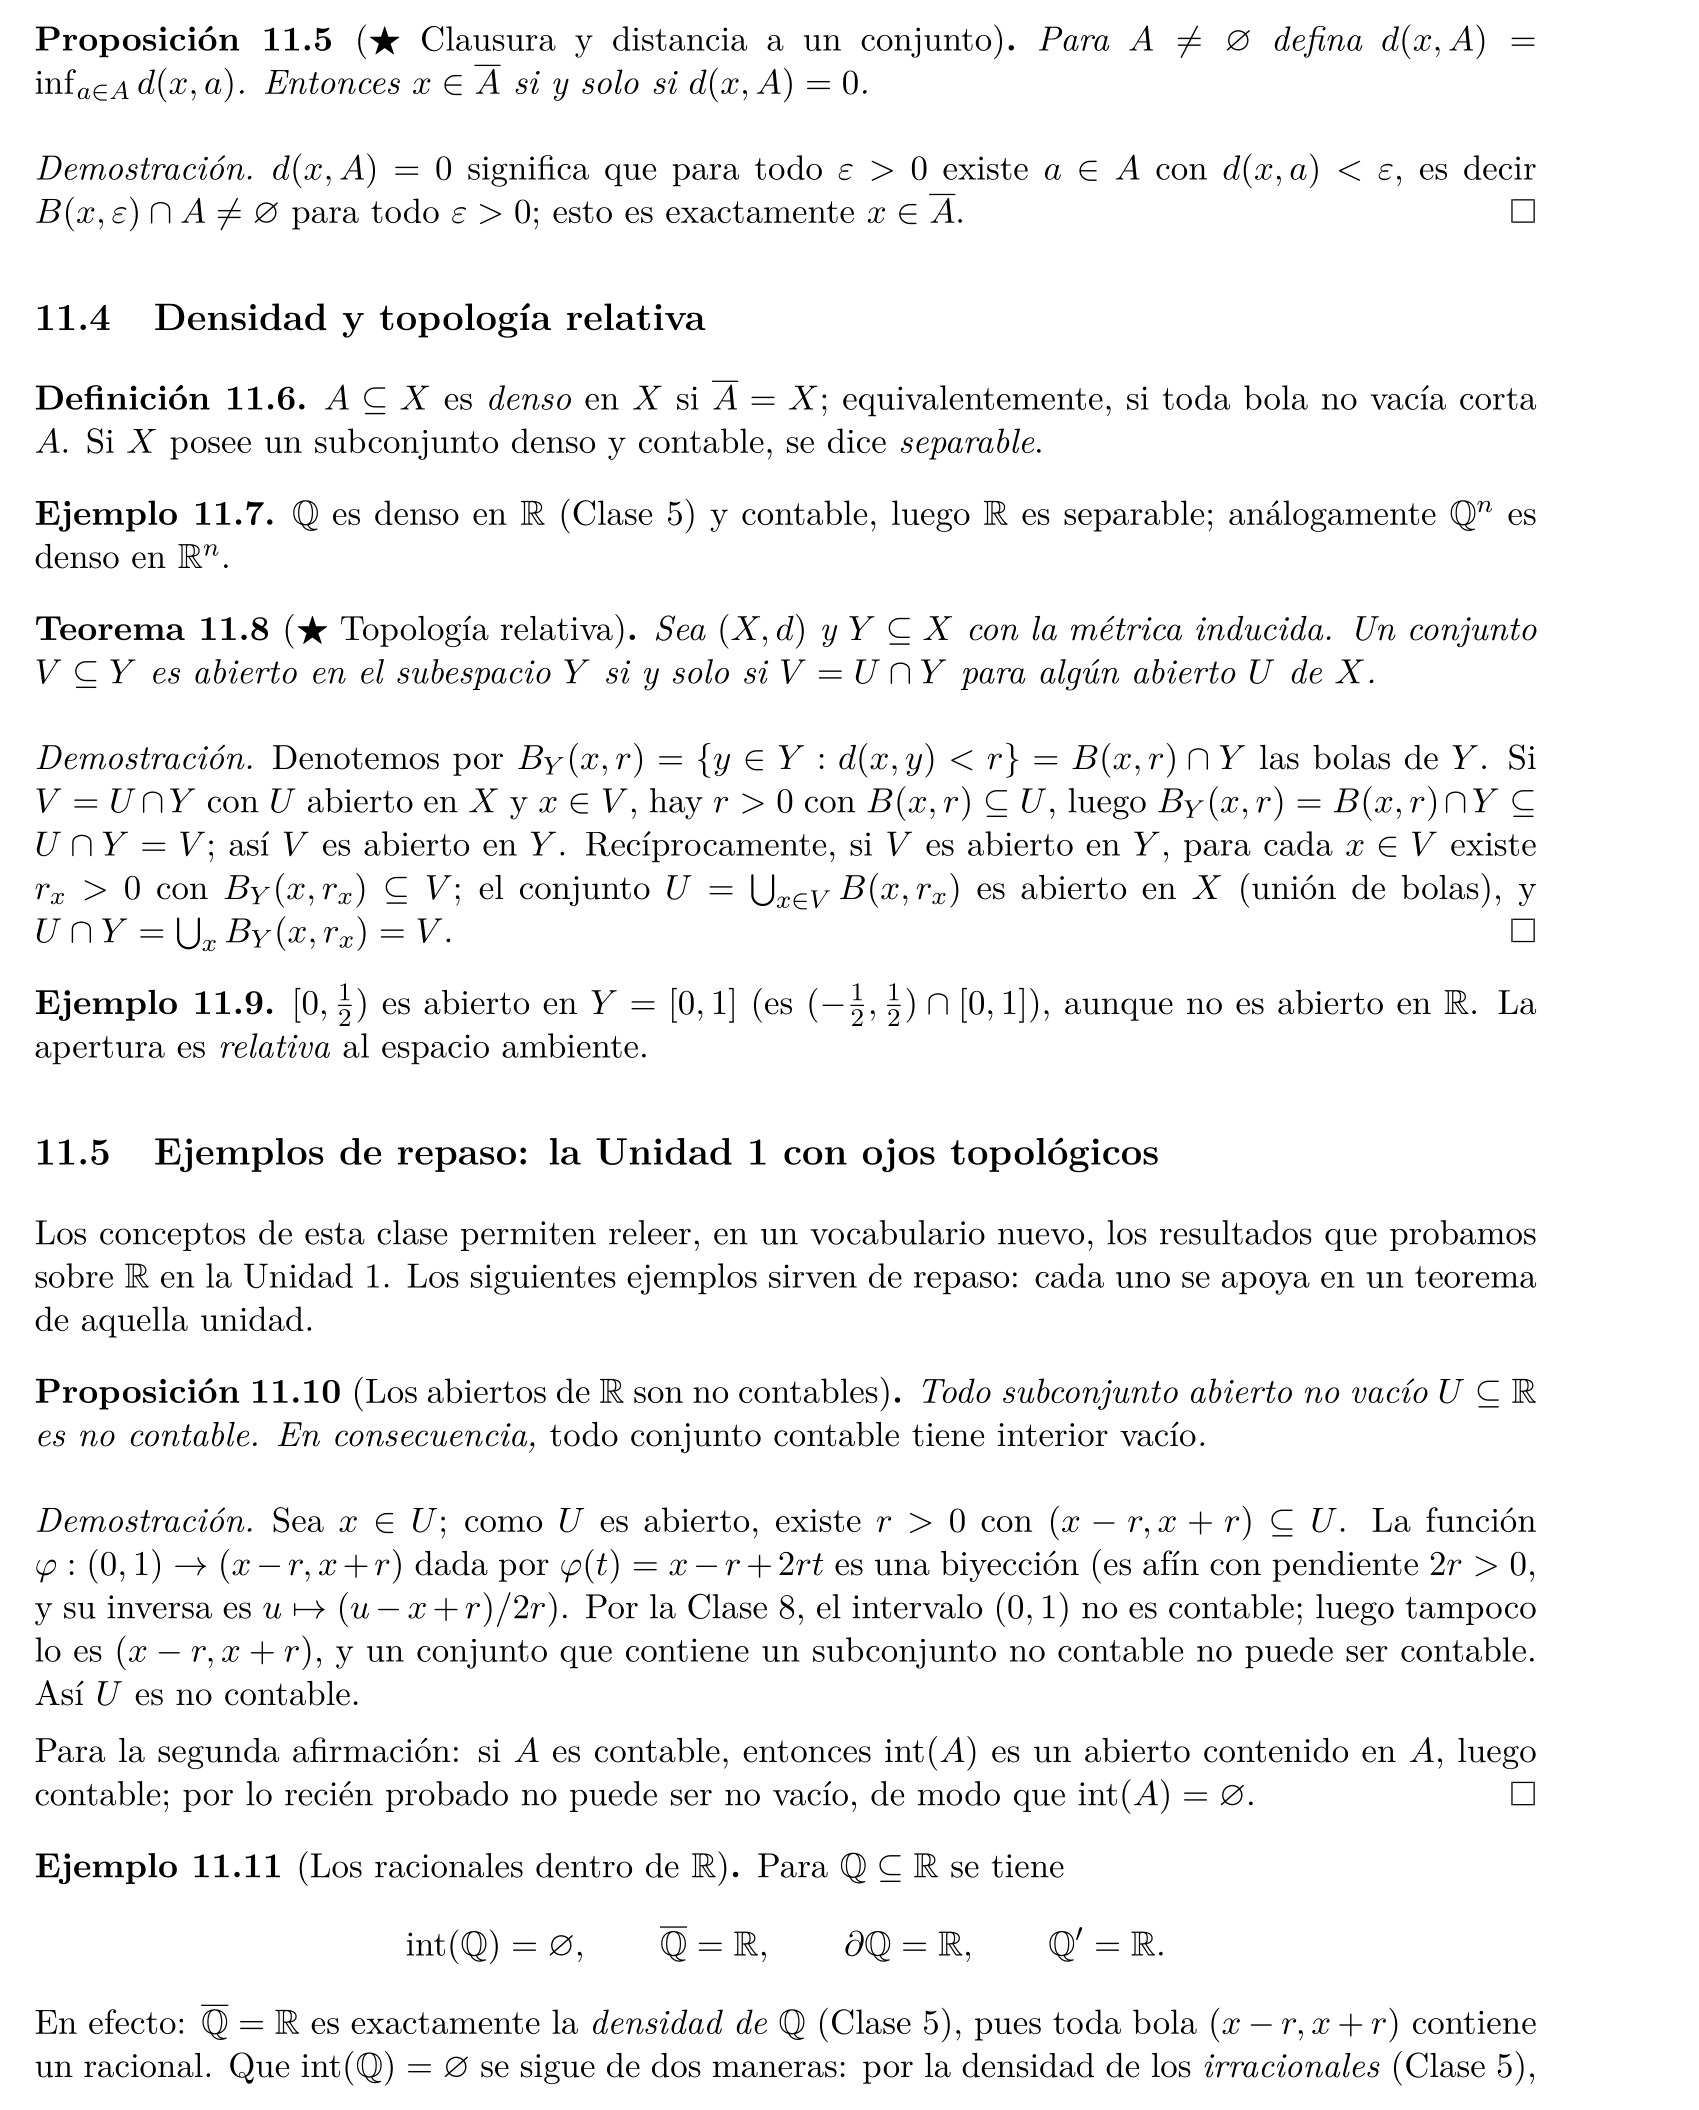 Proposición 11.5 (★ Clausura y distancia a un conjunto). Para A ≠ ∅ defina d(x, A) =
inf_{a∈A} d(x, a). Entonces x ∈ A̅ si y solo si d(x, A) = 0.
Demostración. d(x, A) = 0 significa que para todo ε > 0 existe a ∈ A con d(x, a) < ε, es decir
B(x, ε) ∩ A ≠ ∅ para todo ε > 0; esto es exactamente x ∈ A̅. □
11.4 Densidad y topología relativa
Definición 11.6. A ⊆ X es denso en X si A̅ = X; equivalentemente, si toda bola no vacía corta
A. Si X posee un subconjunto denso y contable, se dice separable.
Ejemplo 11.7. ℚ es denso en ℝ (Clase 5) y contable, luego ℝ es separable; análogamente ℚⁿ es
denso en ℝⁿ.
Teorema 11.8 (★ Topología relativa). Sea (X, d) y Y ⊆ X con la métrica inducida. Un conjunto
V ⊆ Y es abierto en el subespacio Y si y solo si V = U ∩ Y para algún abierto U de X.
Demostración. Denotemos por B_Y(x, r) = {y ∈ Y : d(x, y) < r} = B(x, r) ∩ Y las bolas de Y. Si
V = U ∩ Y con U abierto en X y x ∈ V, hay r > 0 con B(x, r) ⊆ U, luego B_Y(x, r) = B(x, r) ∩ Y ⊆
U ∩ Y = V; así V es abierto en Y. Recíprocamente, si V es abierto en Y, para cada x ∈ V existe
r_x > 0 con B_Y(x, r_x) ⊆ V; el conjunto U = ⋃_{x∈V} B(x, r_x) es abierto en X (unión de bolas), y
U ∩ Y = ⋃_x B_Y(x, r_x) = V. □
Ejemplo 11.9. [0, 1/2) es abierto en Y = [0, 1] (es (−1/2, 1/2) ∩ [0, 1]), aunque no es abierto en ℝ. La
apertura es relativa al espacio ambiente.
11.5 Ejemplos de repaso: la Unidad 1 con ojos topológicos
Los conceptos de esta clase permiten releer, en un vocabulario nuevo, los resultados que probamos
sobre ℝ en la Unidad 1. Los siguientes ejemplos sirven de repaso: cada uno se apoya en un teorema
de aquella unidad.
Proposición 11.10 (Los abiertos de ℝ son no contables). Todo subconjunto abierto no vacío U ⊆ ℝ
es no contable. En consecuencia, todo conjunto contable tiene interior vacío.
Demostración. Sea x ∈ U; como U es abierto, existe r > 0 con (x − r, x + r) ⊆ U. La función
φ : (0, 1) → (x − r, x + r) dada por φ(t) = x − r + 2rt es una biyección (es afín con pendiente 2r > 0,
y su inversa es u ↦ (u − x + r)/2r). Por la Clase 8, el intervalo (0, 1) no es contable; luego tampoco
lo es (x − r, x + r), y un conjunto que contiene un subconjunto no contable no puede ser contable.
Así U es no contable.
Para la segunda afirmación: si A es contable, entonces int(A) es un abierto contenido en A, luego
contable; por lo recién probado no puede ser no vacío, de modo que int(A) = ∅. □
Ejemplo 11.11 (Los racionales dentro de ℝ). Para ℚ ⊆ ℝ se tiene
int(ℚ) = ∅, ℚ̅ = ℝ, ∂ℚ = ℝ, ℚ′ = ℝ.
En efecto: ℚ̅ = ℝ es exactamente la densidad de ℚ (Clase 5), pues toda bola (x − r, x + r) contiene
un racional. Que int(ℚ) = ∅ se sigue de dos maneras: por la densidad de los irracionales (Clase 5),